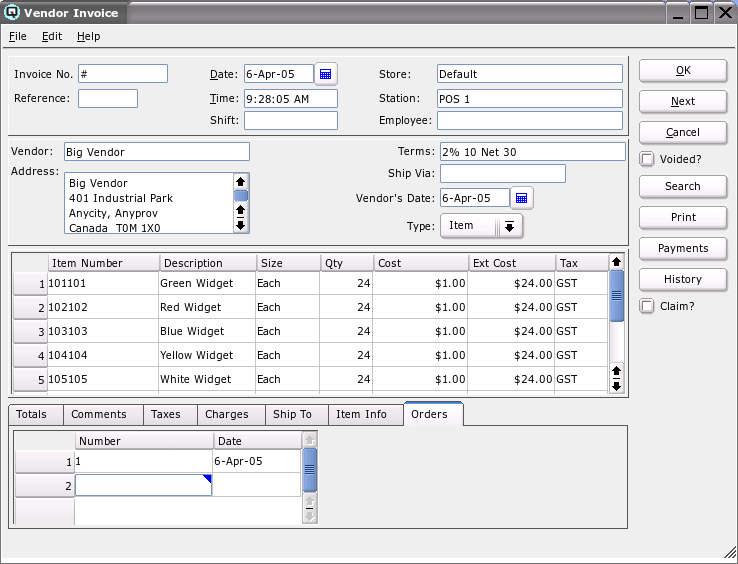 Vendor Invoice
File Edit Help
Invoice No. # Date: 6-Apr-05 Store: Default OK
Reference: Time: 9:28:05 AM Station: POS 1 Next
Shift: Employee: Cancel
Vendor: Big Vendor Terms: 2% 10 Net 30 Voided?
Address: Big Vendor Ship Via: Search
401 Industrial Park Vendor's Date: 6-Apr-05
Anycity, Anyprov Print
Canada T0M 1X0 Type: Item
Payments
Item Number Description Size Qty Cost Ext Cost Tax
1 101101 Green Widget Each 24 $1.00 $24.00 GST History
2 102102 Red Widget Each 24 $1.00 $24.00 GST Claim?
3 103103 Blue Widget Each 24 $1.00 $24.00 GST
4 104104 Yellow Widget Each 24 $1.00 $24.00 GST
5 105105 White Widget Each 24 $1.00 $24.00 GST
Totals Comments Taxes Charges Ship To Item Info Orders
Number Date
1 1 6-Apr-05
2